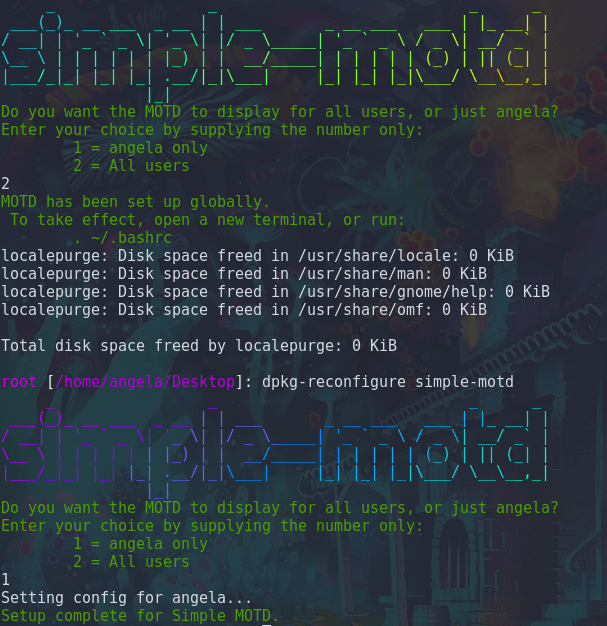 simple-motd
Do you want the MOTD to display for all users, or just angela?
Enter your choice by supplying the number only:
1 = angela only
2 = All users
2
MOTD has been set up globally.
To take effect, open a new terminal, or run:
. ~/.bashrc
localepurge: Disk space freed in /usr/share/locale: 0 KiB
localepurge: Disk space freed in /usr/share/man: 0 KiB
localepurge: Disk space freed in /usr/share/gnome/help: 0 KiB
localepurge: Disk space freed in /usr/share/omf: 0 KiB
Total disk space freed by localepurge: 0 KiB
root [/home/angela/Desktop]: dpkg-reconfigure simple-motd
simple-motd
Do you want the MOTD to display for all users, or just angela?
Enter your choice by supplying the number only:
1 = angela only
2 = All users
1
Setting config for angela...
Setup complete for Simple MOTD.